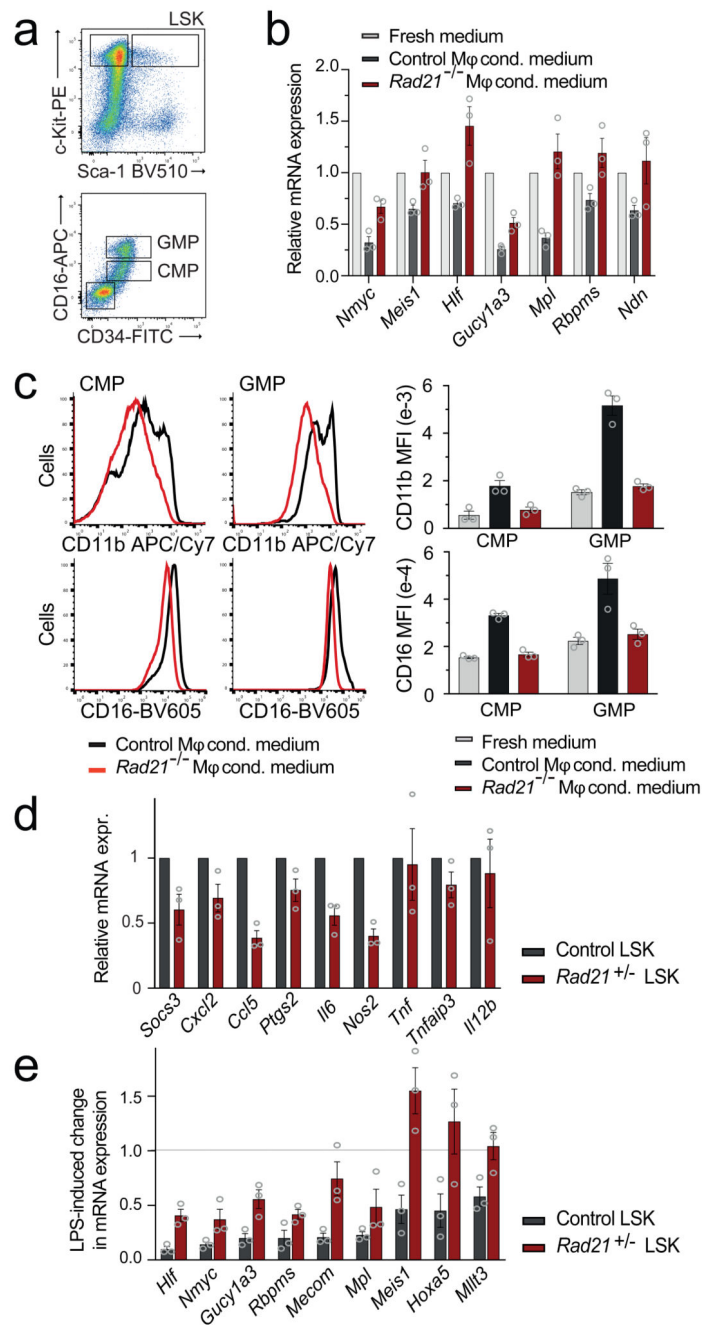 a
LSK
c-Kit-PE
Sca-1 BV510
CD16-APC
GMP
CMP
CD34-FITC
b
Fresh medium
Control Mφ cond. medium
Rad21-/- Mφ cond. medium
Relative mRNA expression
2.0
1.5
1.0
0.5
0.0
Nmyc Meis1 Hlf Gucy1a3 Mpl Rbpms Ndn
c
CMP GMP
Cells
CD11b APC/Cy7 CD11b APC/Cy7
Cells
CD16-BV605 CD16-BV605
Control Mφ cond. medium
Rad21-/- Mφ cond. medium
CD11b MFI (e-3)
6
4
2
0
CMP GMP
CD16 MFI (e-4)
6
4
2
0
CMP GMP
Fresh medium
Control Mφ cond. medium
Rad21-/- Mφ cond. medium
d
Relative mRNA expr.
1
0.5
0
Socs3 Cxcl2 Ccl5 Ptgs2 Il6 Nos2 Tnf Tnfaip3 Il12b
Control LSK
Rad21+/- LSK
e
LPS-induced change
in mRNA expression
1.5
1.0
0.5
0.0
Hlf Nmyc Gucy1a3 Rbpms Mecom Mpl Meis1 Hoxa5 Mllt3
Control LSK
Rad21+/- LSK